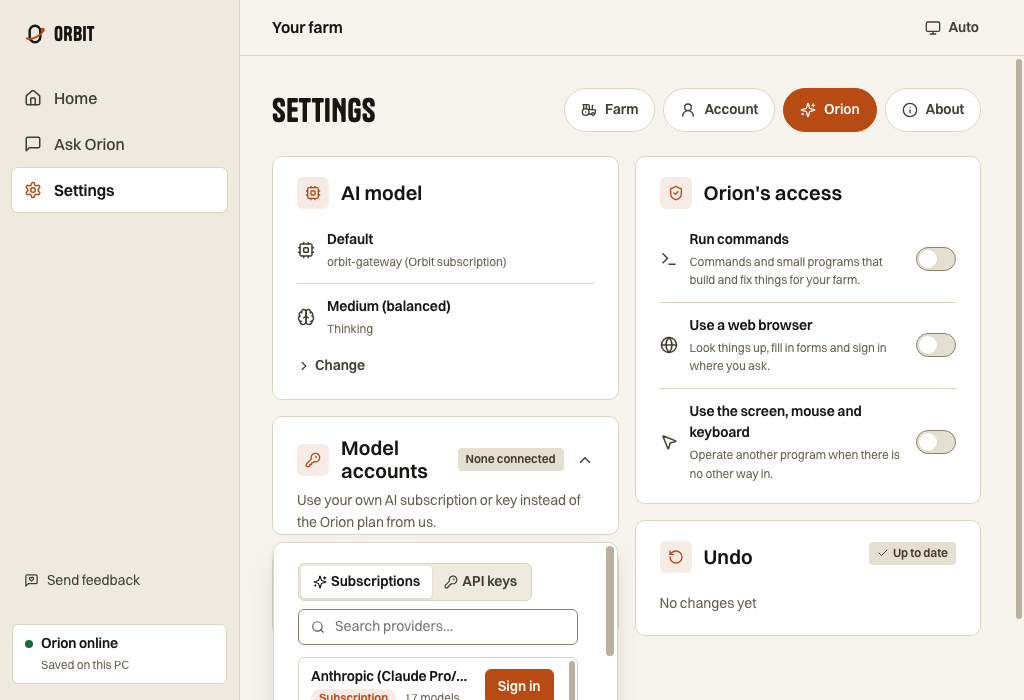 ORBIT
Home
Ask Orion
Settings
Send feedback
Orion online
Saved on this PC
Your farm
Auto
SETTINGS
Farm
Account
Orion
About
AI model
Default
orbit-gateway (Orbit subscription)
Medium (balanced)
Thinking
Change
Model
accounts
None connected
Use your own AI subscription or key instead of
the Orion plan from us.
Subscriptions
API keys
Search providers...
Anthropic (Claude Pro/...
Subscription
17 models
Sign in
Orion's access
Run commands
Commands and small programs that
build and fix things for your farm.
Use a web browser
Look things up, fill in forms and sign in
where you ask.
Use the screen, mouse and
keyboard
Operate another program when there is
no other way in.
Undo
Up to date
No changes yet